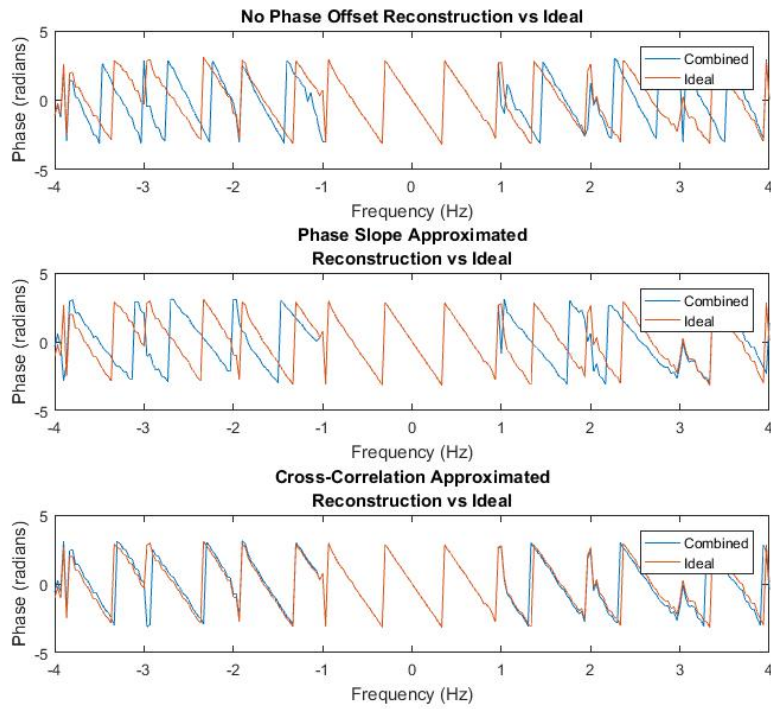 No Phase Offset Reconstruction vs Ideal
5
0
-5
Phase (radians)
Combined
Ideal
-4 -3 -2 -1 0 1 2 3 4
Frequency (Hz)
Phase Slope Approximated
Reconstruction vs Ideal
5
0
-5
Phase (radians)
Combined
Ideal
-4 -3 -2 -1 0 1 2 3 4
Frequency (Hz)
Cross-Correlation Approximated
Reconstruction vs Ideal
5
0
-5
Phase (radians)
Combined
Ideal
-4 -3 -2 -1 0 1 2 3 4
Frequency (Hz)